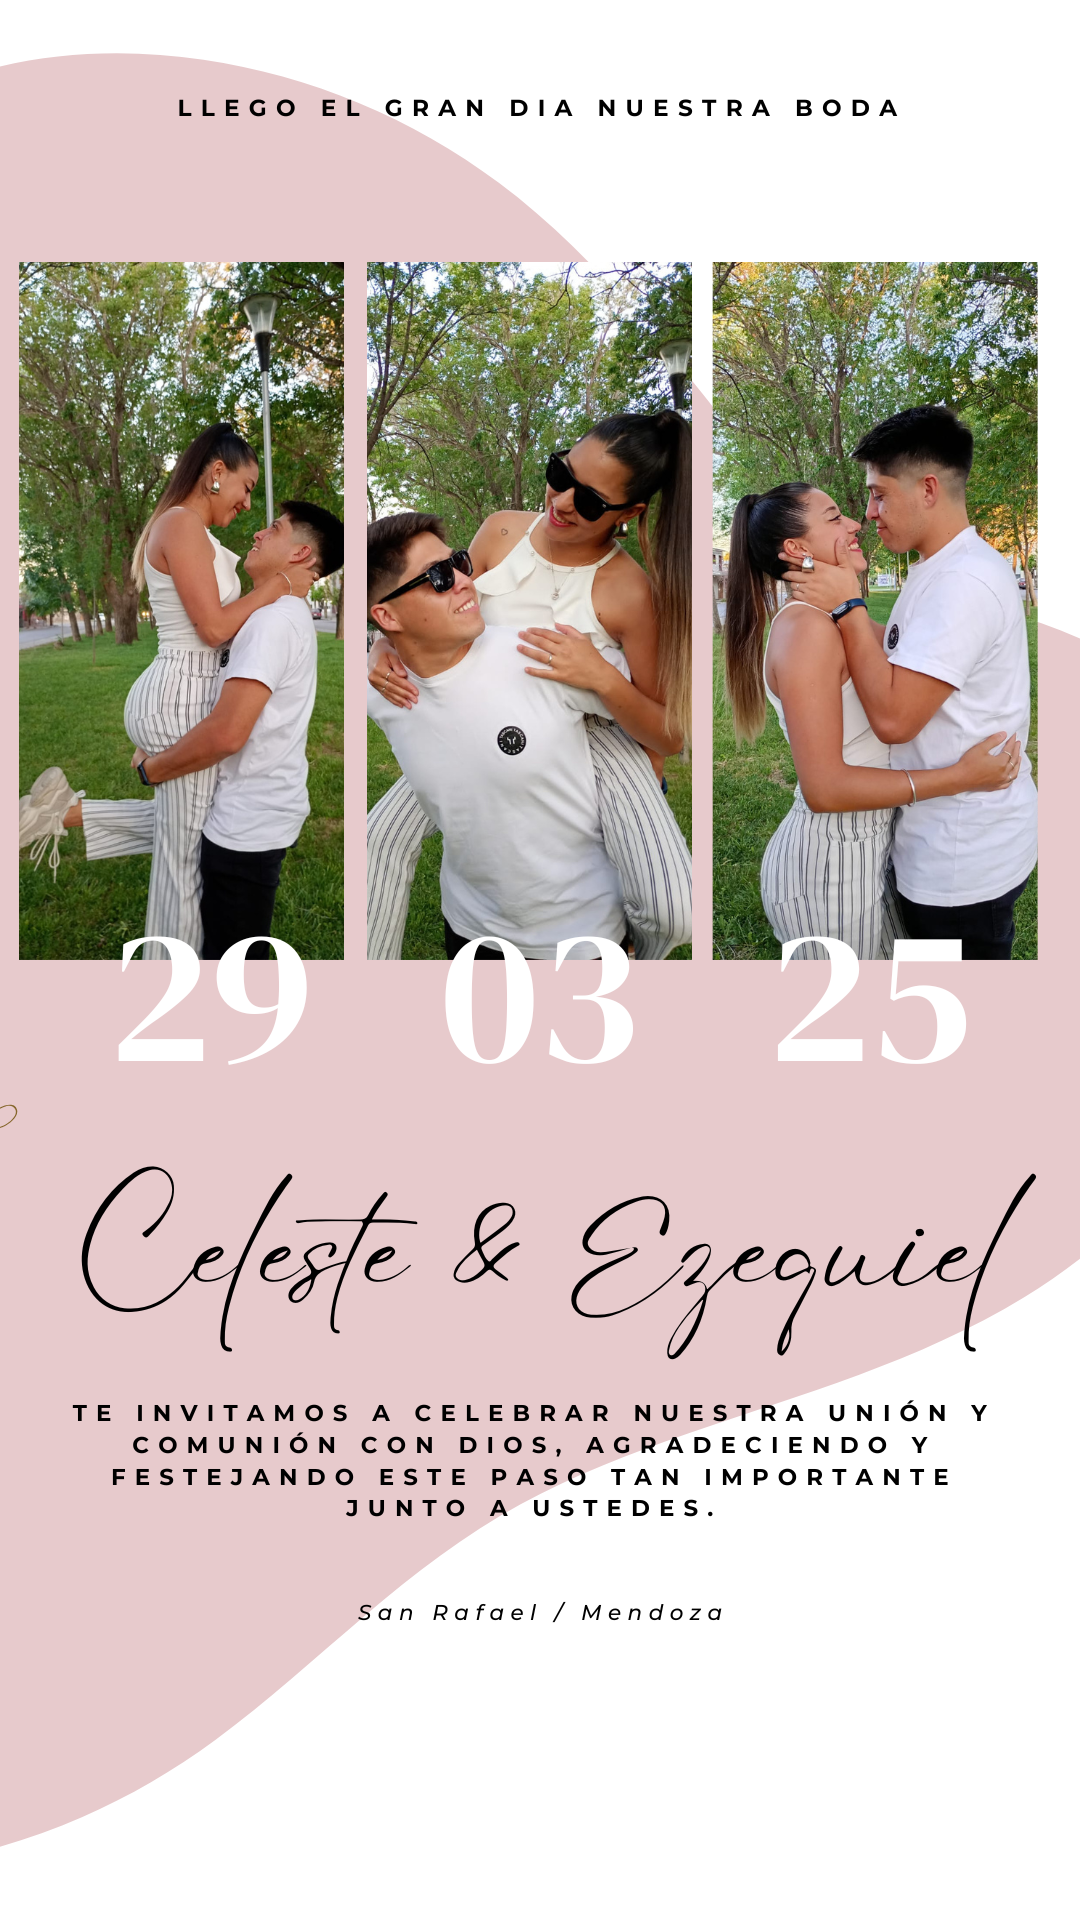 LLEGO EL GRAN DIA NUESTRA BODA
29 03 25
Celeste & Ezequiel
TE INVITAMOS A CELEBRAR NUESTRA UNIÓN Y
COMUNIÓN CON DIOS, AGRADECIENDO Y
FESTEJANDO ESTE PASO TAN IMPORTANTE
JUNTO A USTEDES.
San Rafael / Mendoza